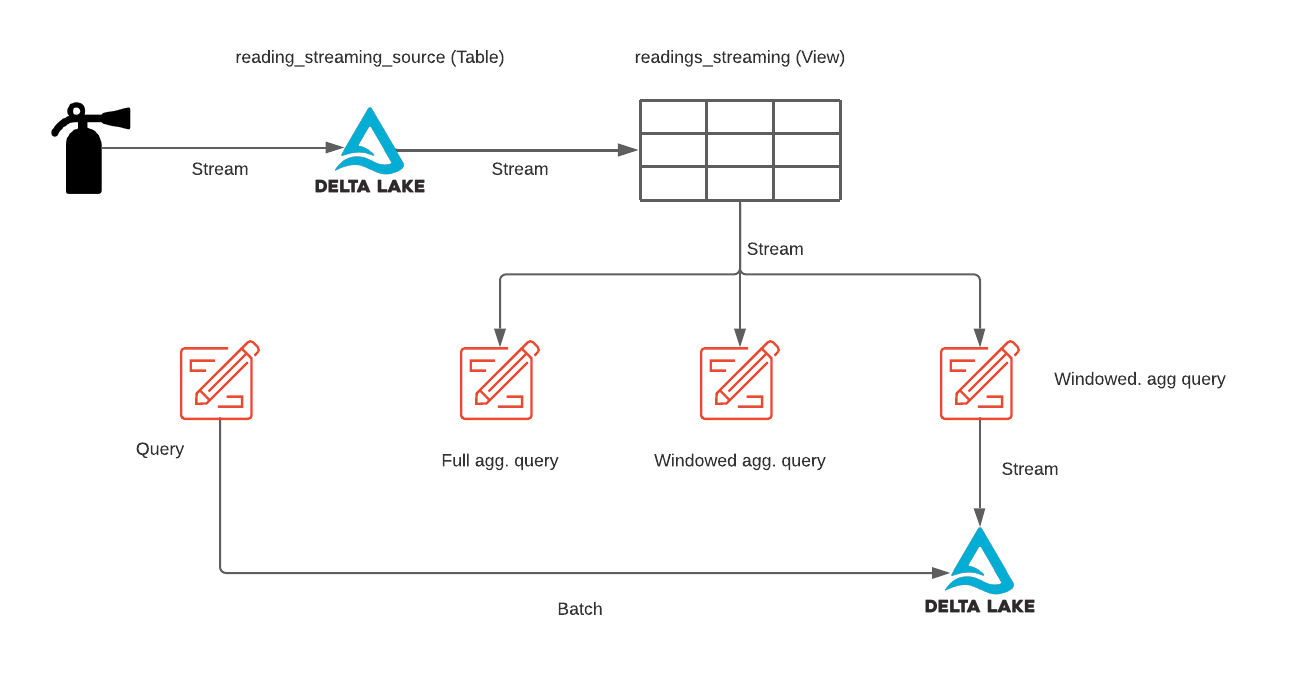 reading_streaming_source (Table)
readings_streaming (View)
Stream
Stream
DELTA LAKE
Stream
Windowed. agg query
Query
Full agg. query
Windowed agg. query
Stream
Batch
DELTA LAKE